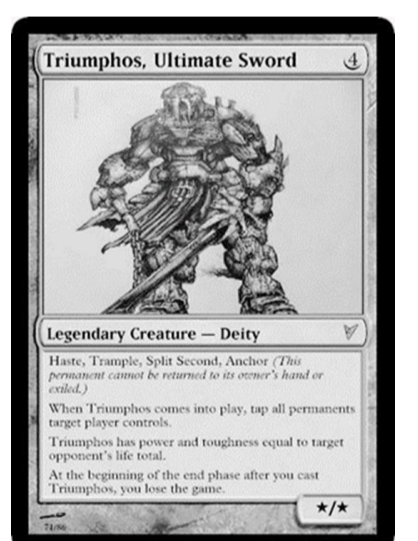 Triumphos, Ultimate Sword 4
Legendary Creature — Deity
Haste, Trample, Split Second, Anchor (This
permanent cannot be returned to its owner's hand or
exiled.)
When Triumphos comes into play, tap all permanents
target player controls.
Triumphos has power and toughness equal to target
opponent's life total.
At the beginning of the end phase after you cast
Triumphos, you lose the game.
★/★
71/86